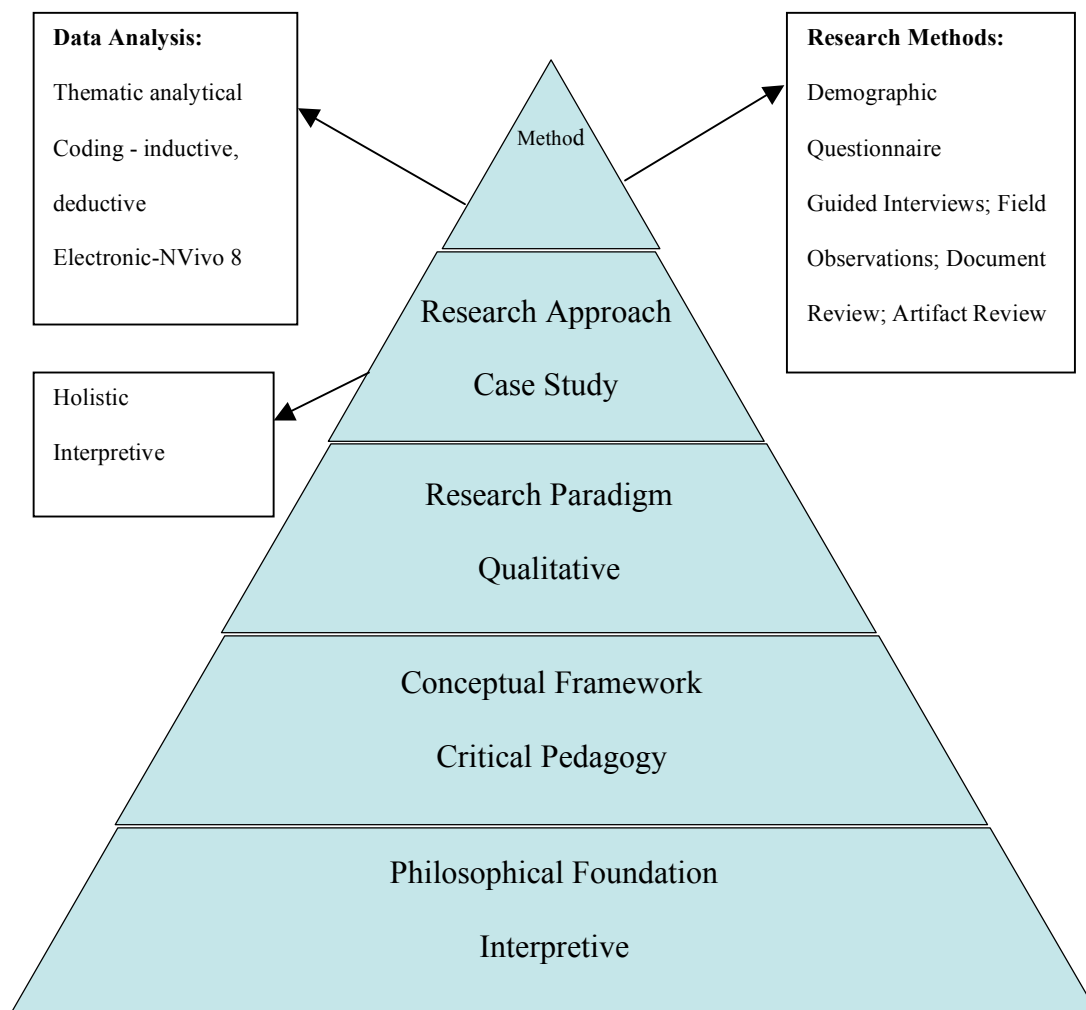 Data Analysis:
Thematic analytical
Coding - inductive,
deductive
Electronic-NVivo 8
Research Methods:
Demographic
Questionnaire
Guided Interviews; Field
Observations; Document
Review; Artifact Review
Method
Research Approach
Case Study
Holistic
Interpretive
Research Paradigm
Qualitative
Conceptual Framework
Critical Pedagogy
Philosophical Foundation
Interpretive